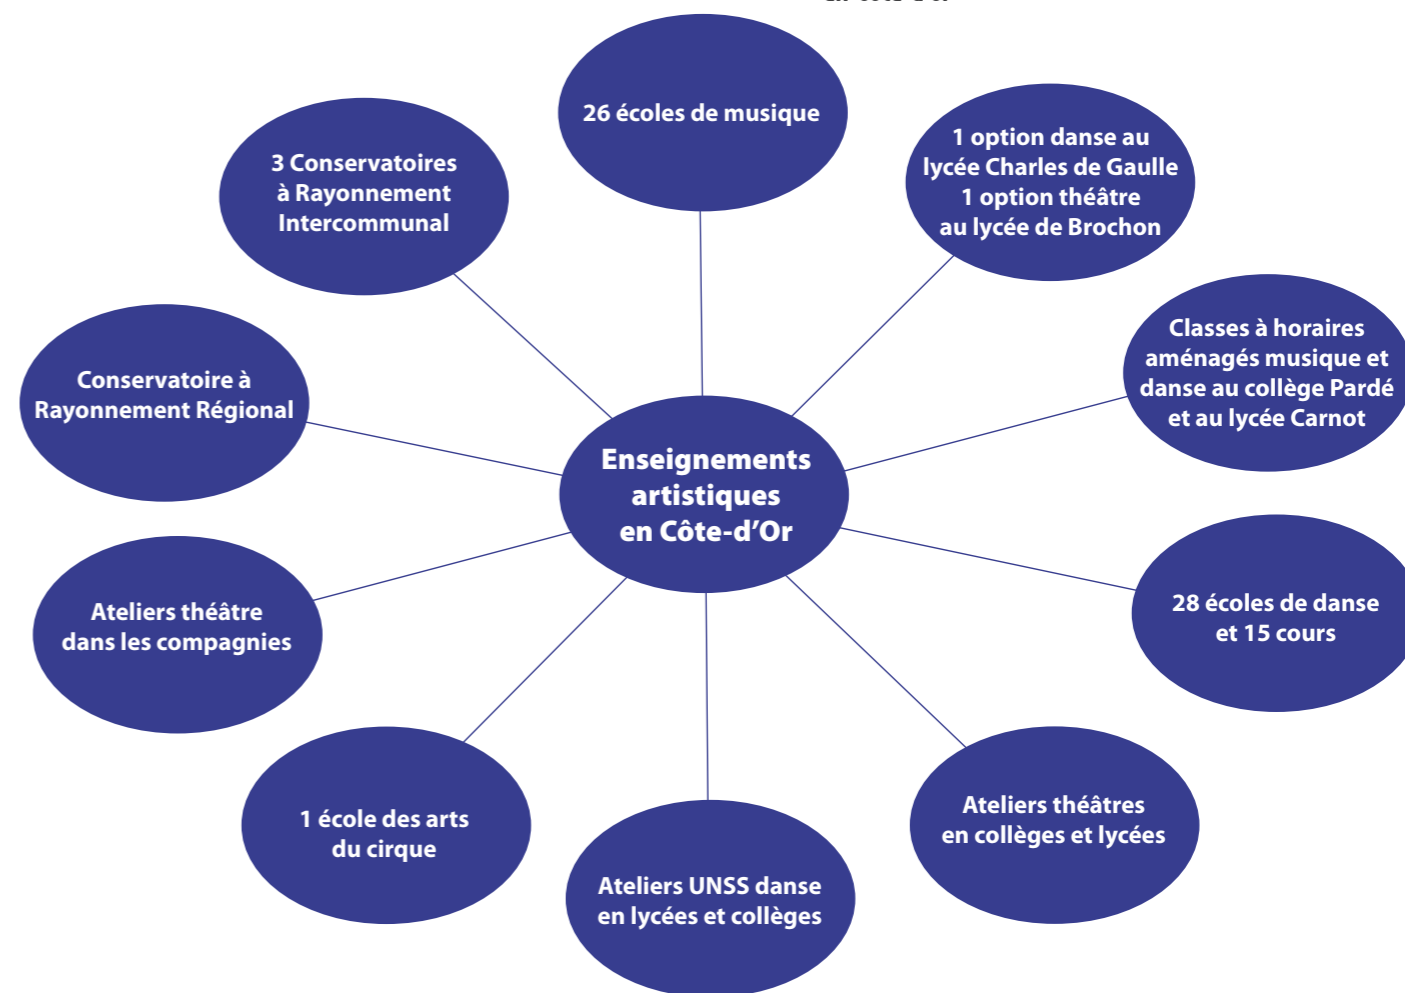 26 écoles de musique
1 option danse au
lycée Charles de Gaulle
1 option théâtre
au lycée de Brochon
3 Conservatoires
à Rayonnement
Intercommunal
Classes à horaires
aménagés musique et
danse au collège Pardé
et au lycée Carnot
Conservatoire à
Rayonnement Régional
Enseignements
artistiques
en Côte-d’Or
28 écoles de danse
et 15 cours
Ateliers théâtre
dans les compagnies
Ateliers théâtres
en collèges et lycées
1 école des arts
du cirque
Ateliers UNSS danse
en lycées et collèges